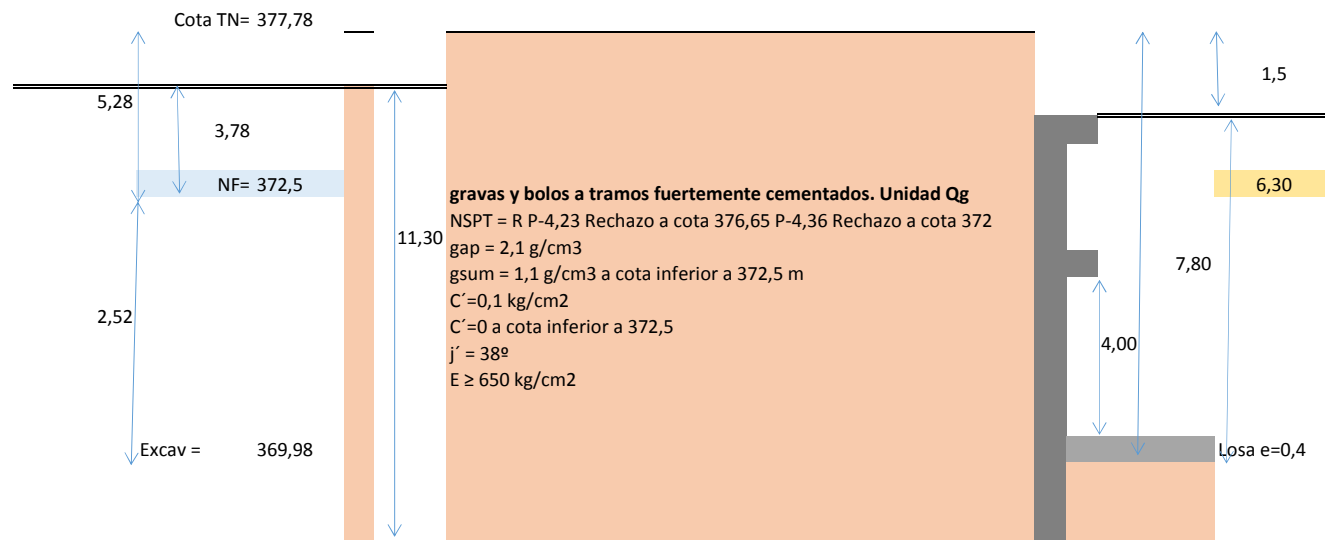 Cota TN= 377,78
5,28
3,78
NF= 372,5
2,52
Excav = 369,98
11,30
gravas y bolos a tramos fuertemente cementados. Unidad Qg
NSPT = R P-4,23 Rechazo a cota 376,65 P-4,36 Rechazo a cota 372
gap = 2,1 g/cm3
gsum = 1,1 g/cm3 a cota inferior a 372,5 m
C´=0,1 kg/cm2
C´=0 a cota inferior a 372,5
j´ = 38º
E ≥ 650 kg/cm2
1,5
6,30
7,80
4,00
Losa e=0,4